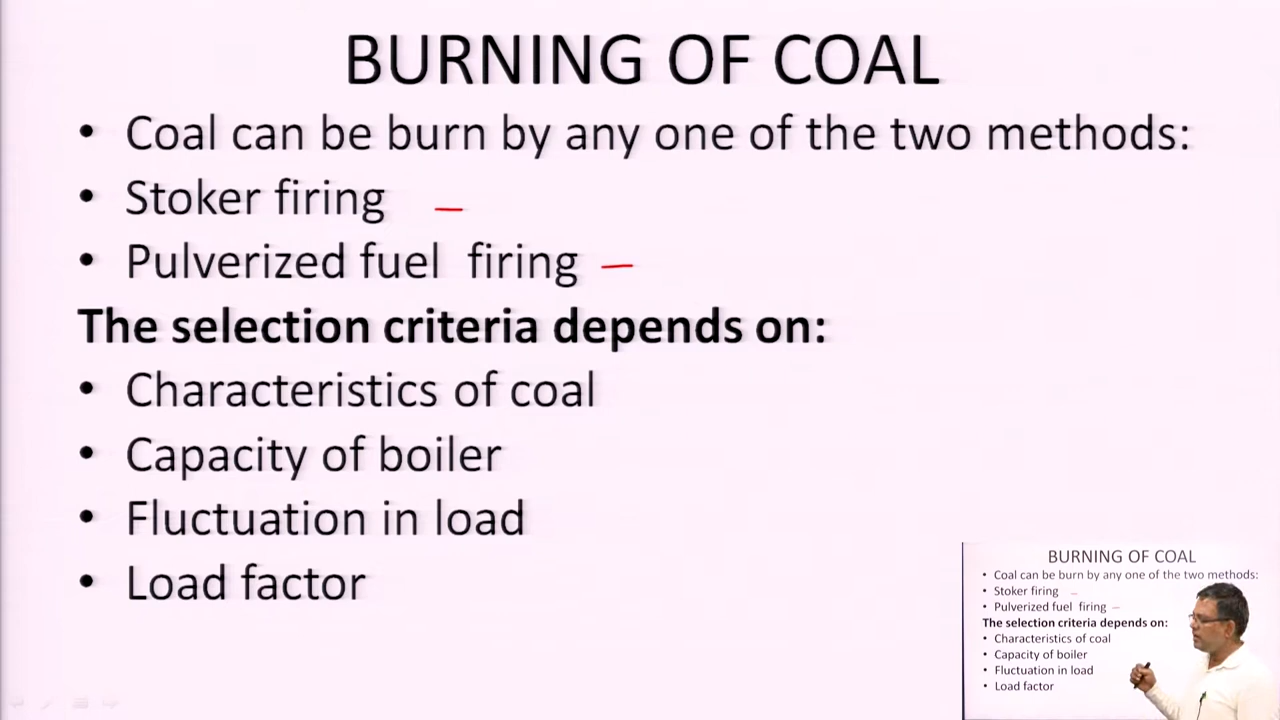 BURNING OF COAL
• Coal can be burn by any one of the two methods:
• Stoker firing
• Pulverized fuel firing
The selection criteria depends on:
• Characteristics of coal
• Capacity of boiler
• Fluctuation in load
• Load factor
BURNING OF COAL
• Coal can be burn by any one of the two methods:
• Stoker firing
• Pulverized fuel firing
The selection criteria depends on:
• Characteristics of coal
• Capacity of boiler
• Fluctuation in load
• Load factor